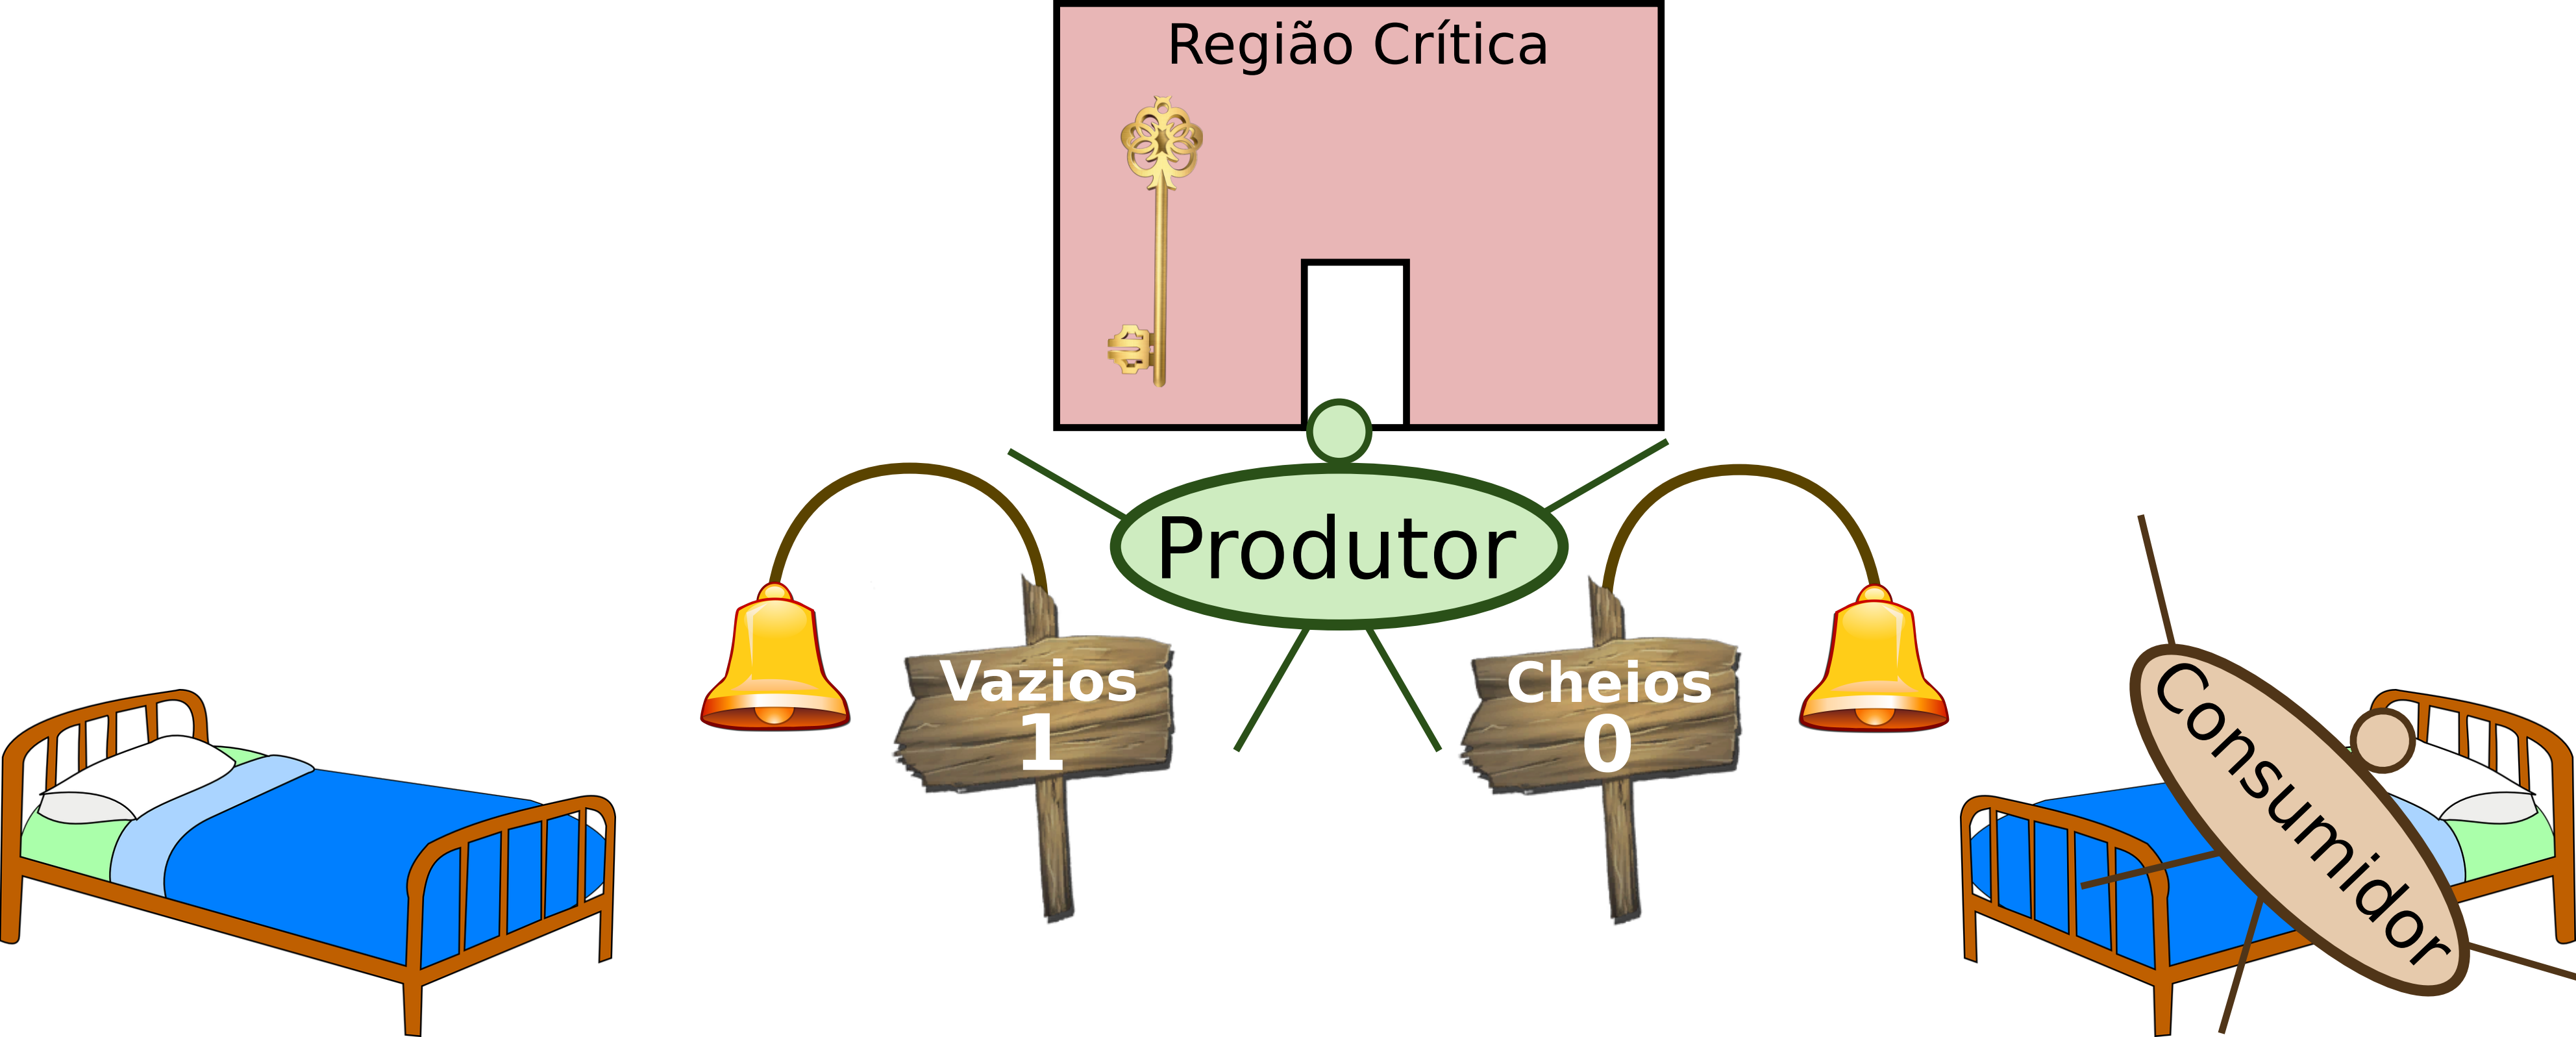 Região Crítica
Produtor
Vazios
1
Cheios
0
Consumidor